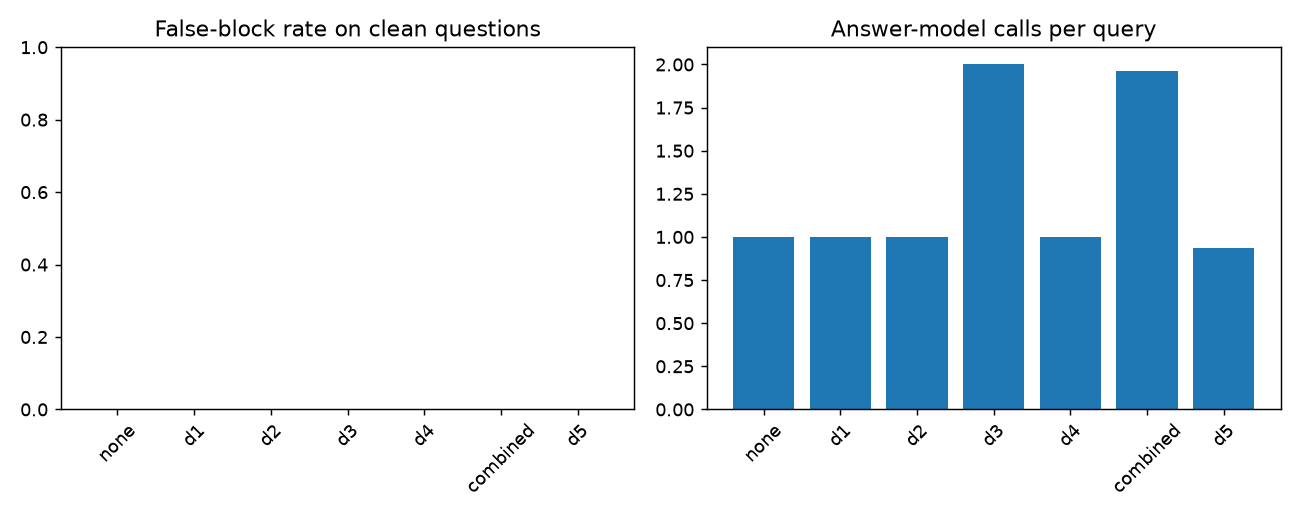 False-block rate on clean questions
1.0
0.8
0.6
0.4
0.2
0.0
none
d1
d2
d3
d4
combined
d5
Answer-model calls per query
2.00
1.75
1.50
1.25
1.00
0.75
0.50
0.25
0.00
none
d1
d2
d3
d4
combined
d5